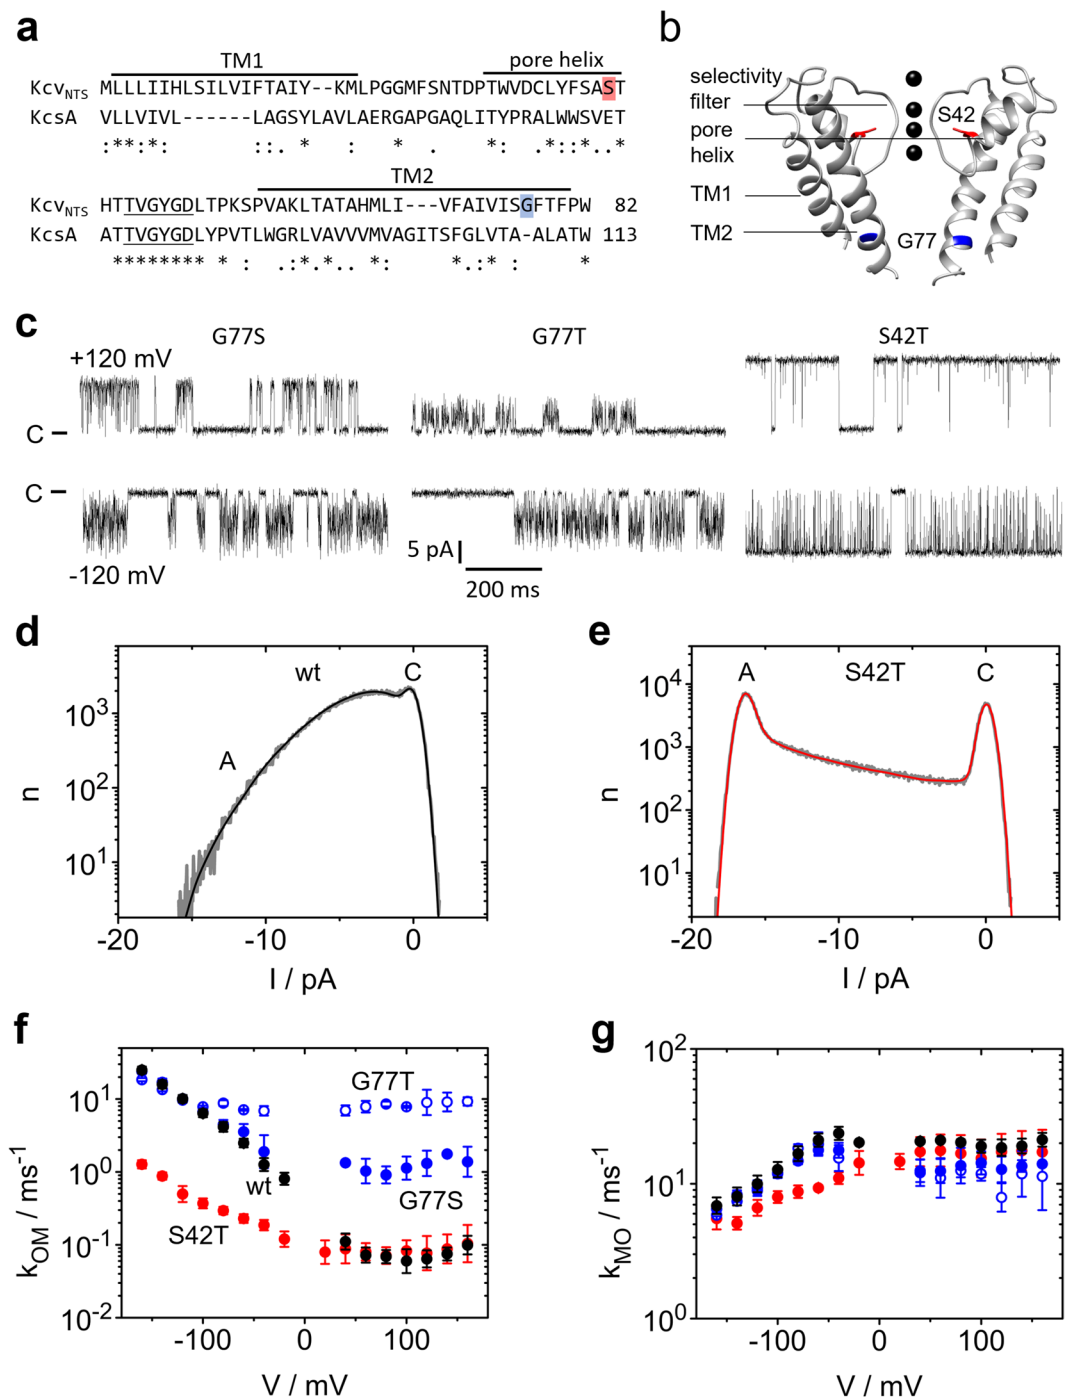 a
TM1
pore helix
KcvNTS MLLLIIHLSILVIFTAIY--KMLPGGMFSNTDPTWVDCLYFSAST
KcsA VLLVIVL------LAGSYLAVLAERGAPGAQLITYPRALWWSVET
:**:*: ::.. * : * . *: .*::*..*
TM2
KcvNTS HTTVGYGDLTPKSPVAKLTATAHMLI---VFAIVISGFTFPW 82
KcsA ATTVGYGDLYPVTLWGRLVAVVVMVAGITSFGLVTA-ALATW 113
******** * : .:*.*.. *: *.:* : *
b
selectivity
filter
pore
helix
TM1
TM2
S42
G77
c
G77S
G77T
S42T
+120 mV
C
C
-120 mV
5 pA
200 ms
d
wt
C
A
n
10³
10²
10¹
-20 -10 0
I / pA
e
A
S42T
C
n
10⁴
10³
10²
10¹
-20 -10 0
I / pA
f
kOM / ms⁻¹
10¹
10⁰
10⁻¹
10⁻²
G77T
wt
G77S
S42T
-100 0 100
V / mV
g
kMO / ms⁻¹
10²
10¹
10⁰
-100 0 100
V / mV